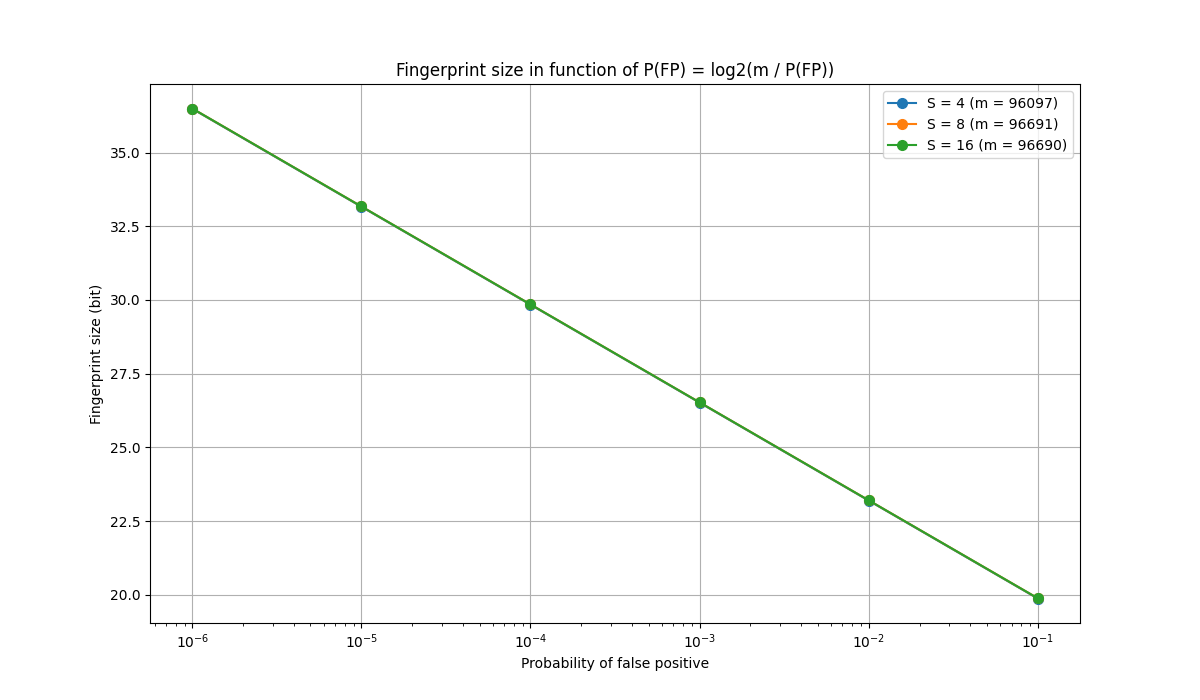 Fingerprint size in function of P(FP) = log2(m / P(FP))
S = 4 (m = 96097)
S = 8 (m = 96691)
S = 16 (m = 96690)
Fingerprint size (bit)
35.0
32.5
30.0
27.5
25.0
22.5
20.0
10⁻⁶ 10⁻⁵ 10⁻⁴ 10⁻³ 10⁻² 10⁻¹
Probability of false positive